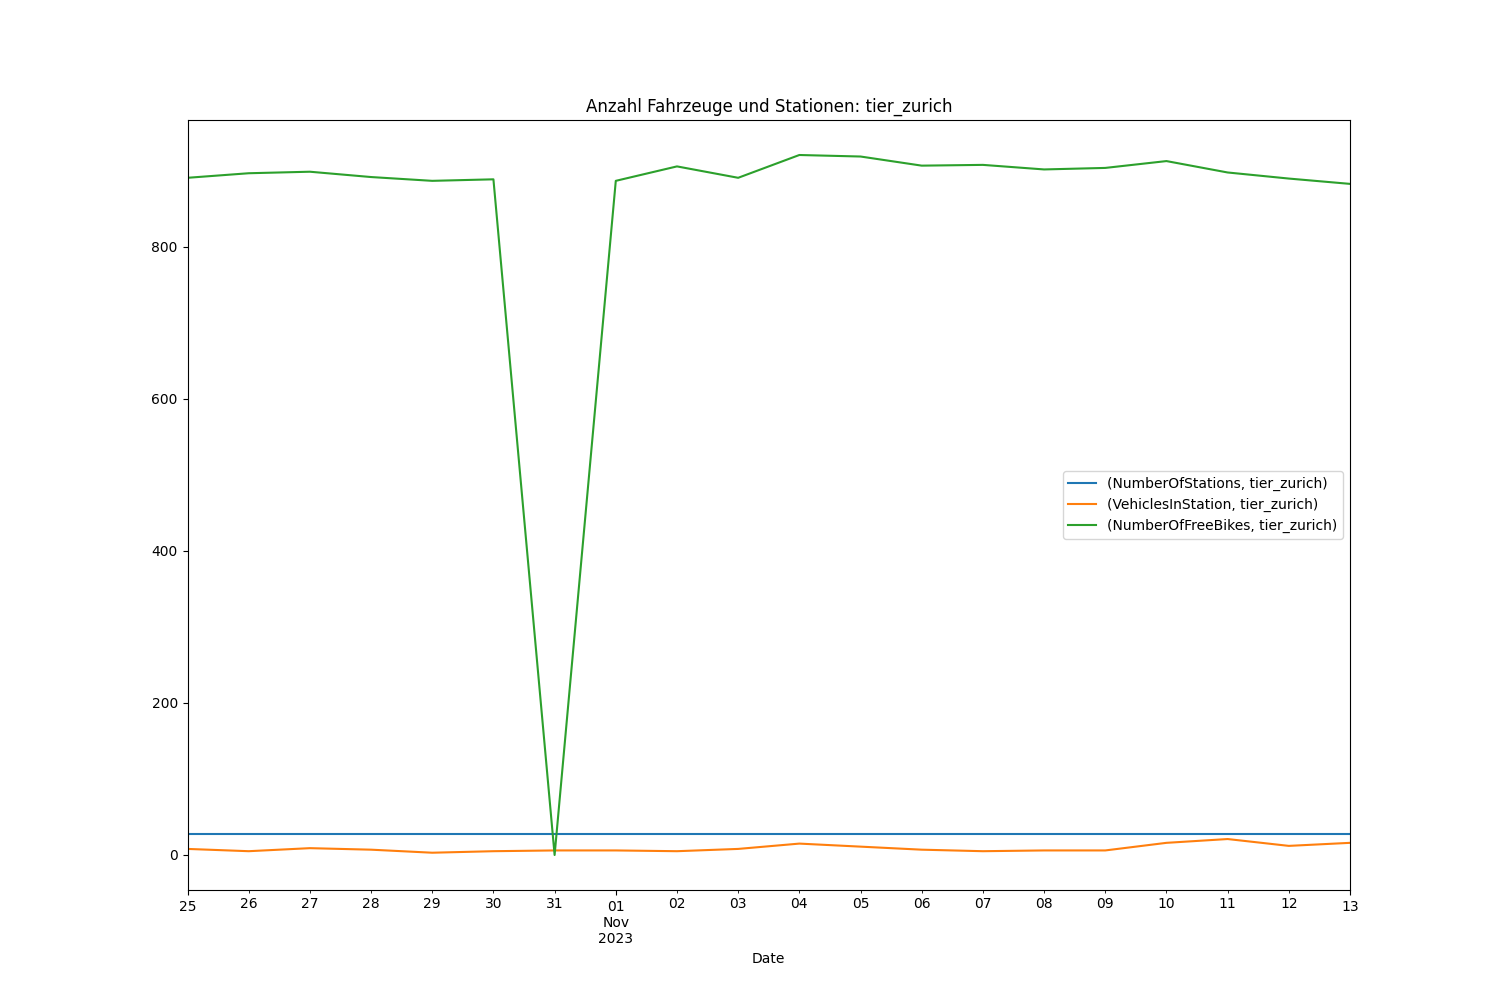 Anzahl Fahrzeuge und Stationen: tier_zurich
800
600
400
200
0
(NumberOfStations, tier_zurich)
(VehiclesInStation, tier_zurich)
(NumberOfFreeBikes, tier_zurich)
25 26 27 28 29 30 31 01 02 03 04 05 06 07 08 09 10 11 12 13
Nov
2023
Date